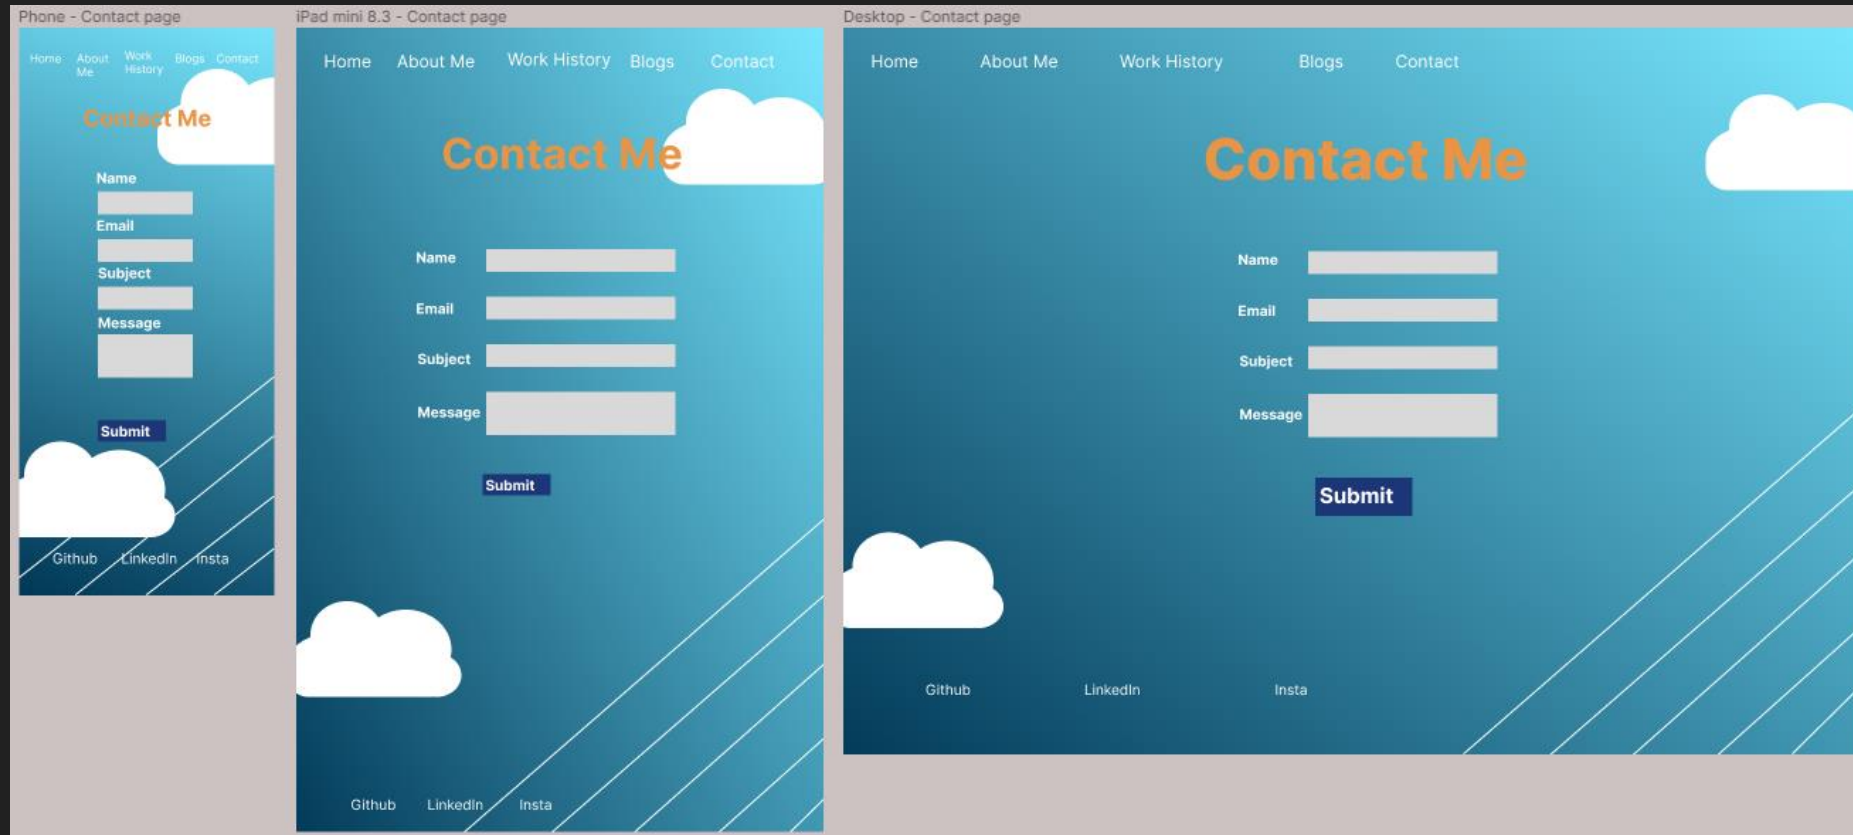 Phone - Contact page
Home About Me Work History Blogs Contact
Contact Me
Name
Email
Subject
Message
Submit
Github LinkedIn Insta
iPad mini 8.3 - Contact page
Home About Me Work History Blogs Contact
Contact Me
Name
Email
Subject
Message
Submit
Github LinkedIn Insta
Desktop - Contact page
Home About Me Work History Blogs Contact
Contact Me
Name
Email
Subject
Message
Submit
Github LinkedIn Insta